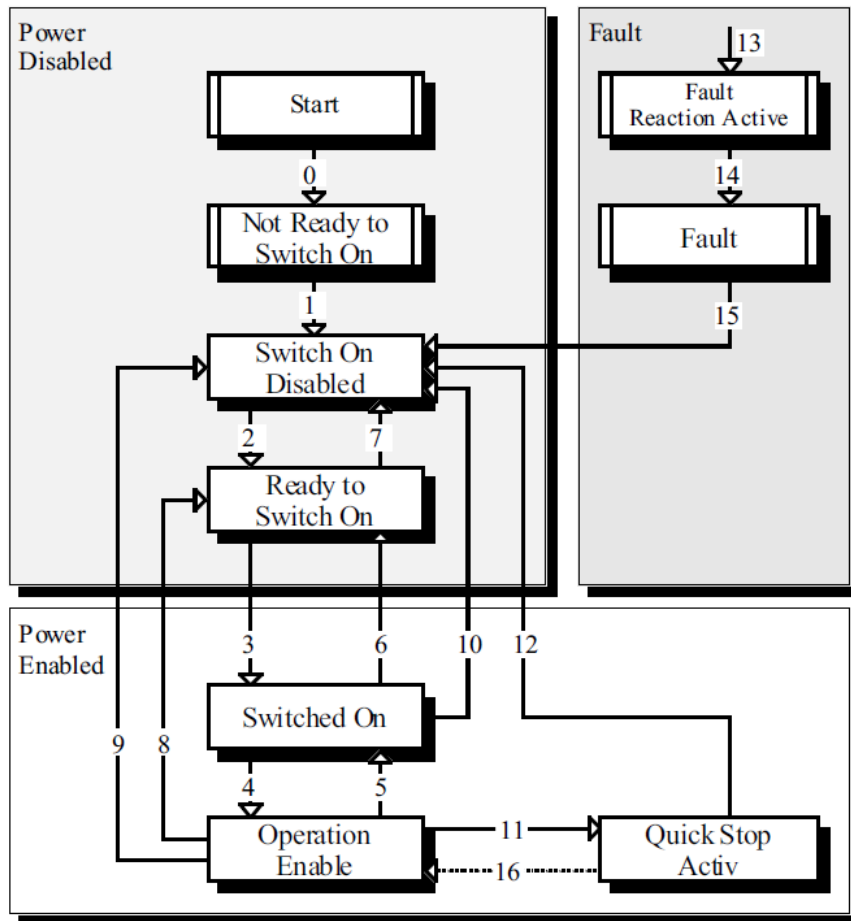 Power
Disabled
Start
0
Not Ready to
Switch On
1
Switch On
Disabled
2
7
Ready to
Switch On
Fault
13
Fault
Reaction Active
14
Fault
15
Power
Enabled
3
6
10
12
Switched On
9
8
4
5
Operation
Enable
11
16
Quick Stop
Activ